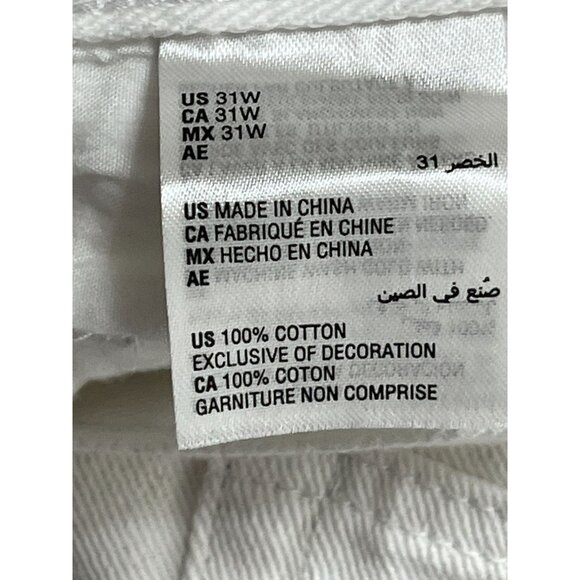 US 31W
CA 31W
MX 31W
AE الخصر 31
US MADE IN CHINA
CA FABRIQUÉ EN CHINE
MX HECHO EN CHINA
AE
صُنع في الصين
US 100% COTTON
EXCLUSIVE OF DECORATION
CA 100% COTON
GARNITURE NON COMPRISE